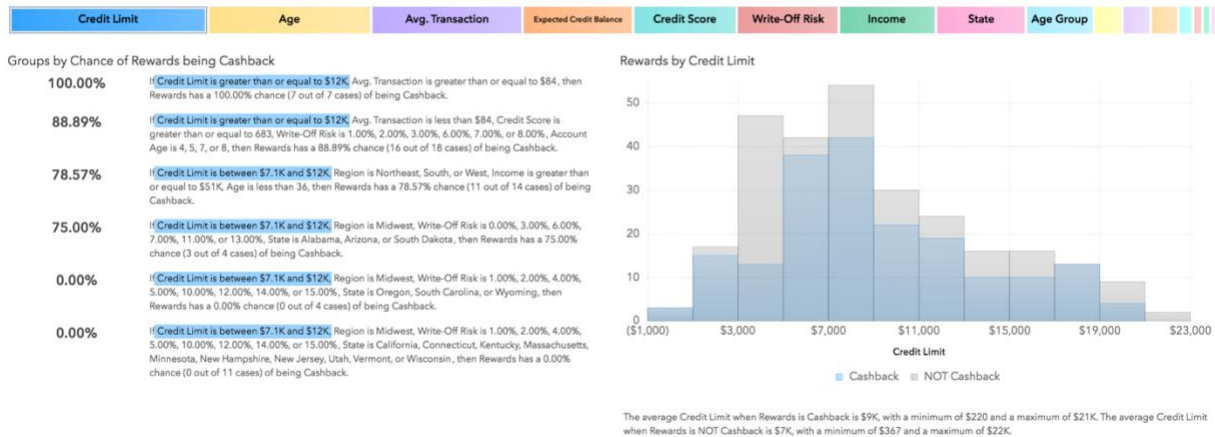 Credit Limit
Age
Avg. Transaction
Expected Credit Balance
Credit Score
Write-Off Risk
Income
State
Age Group
Groups by Chance of Rewards being Cashback
100.00%
If Credit Limit is greater than or equal to $12K, Avg. Transaction is greater than or equal to $84, then
Rewards has a 100.00% chance (7 out of 7 cases) of being Cashback.
88.89%
If Credit Limit is greater than or equal to $12K, Avg. Transaction is less than $84, Credit Score is
greater than or equal to 683, Write-Off Risk is 1.00%, 2.00%, 3.00%, 6.00%, 7.00%, or 8.00%, Account
Age is 4, 5, 7, or 8, then Rewards has a 88.89% chance (16 out of 18 cases) of being Cashback.
78.57%
If Credit Limit is between $7.1K and $12K, Region is Northeast, South, or West, Income is greater than
or equal to $51K, Age is less than 36, then Rewards has a 78.57% chance (11 out of 14 cases) of being
Cashback.
75.00%
If Credit Limit is between $7.1K and $12K, Region is Midwest, Write-Off Risk is 0.00%, 3.00%, 6.00%,
7.00%, 11.00%, or 13.00%, State is Alabama, Arizona, or South Dakota, then Rewards has a 75.00%
chance (3 out of 4 cases) of being Cashback.
0.00%
If Credit Limit is between $7.1K and $12K, Region is Midwest, Write-Off Risk is 1.00%, 2.00%, 4.00%,
5.00%, 10.00%, 12.00%, 14.00%, or 15.00%, State is Oregon, South Carolina, or Wyoming, then
Rewards has a 0.00% chance (0 out of 4 cases) of being Cashback.
0.00%
If Credit Limit is between $7.1K and $12K, Region is Midwest, Write-Off Risk is 1.00%, 2.00%, 4.00%,
5.00%, 10.00%, 12.00%, 14.00%, or 15.00%, State is California, Connecticut, Kentucky, Massachusetts,
Minnesota, New Hampshire, New Jersey, Utah, Vermont, or Wisconsin, then Rewards has a 0.00%
chance (0 out of 11 cases) of being Cashback.
Rewards by Credit Limit
50
40
30
20
10
0
($1,000) $3,000 $7,000 $11,000 $15,000 $19,000 $23,000
Credit Limit
Cashback NOT Cashback
The average Credit Limit when Rewards is Cashback is $9K, with a minimum of $220 and a maximum of $21K. The average Credit Limit
when Rewards is NOT Cashback is $7K, with a minimum of $367 and a maximum of $22K.